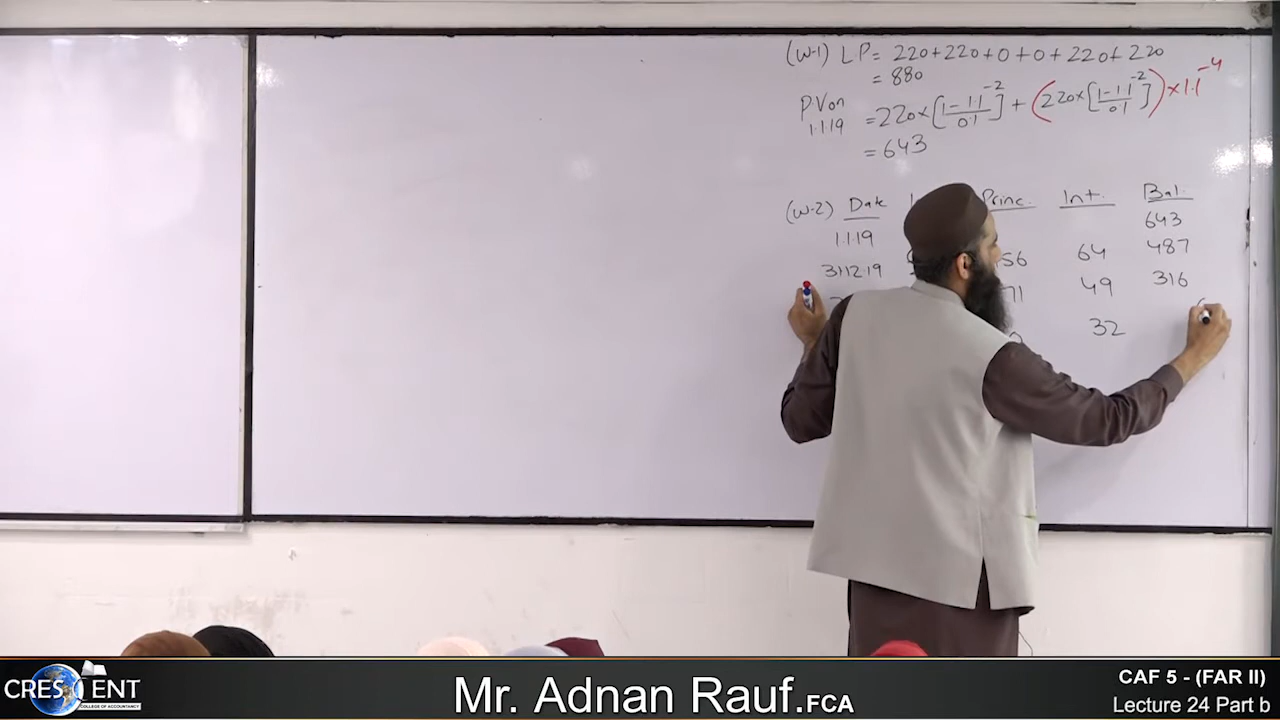 (W-1) LP = 220+220+0+0+220+220
= 880
PV on 1.1.19 = 220 × [1-1.1^-2 / 0.1] + (220 × [1-1.1^-2 / 0.1]) × 1.1^-4
= 643
(W-2) Date Princ. Int. Bal.
1.1.19 643
31.12.19 56 64 487
71 49 316
32
CRESCENT
COLLEGE OF ACCOUNTANCY
Mr. Adnan Rauf.FCA
CAF 5 - (FAR II)
Lecture 24 Part b